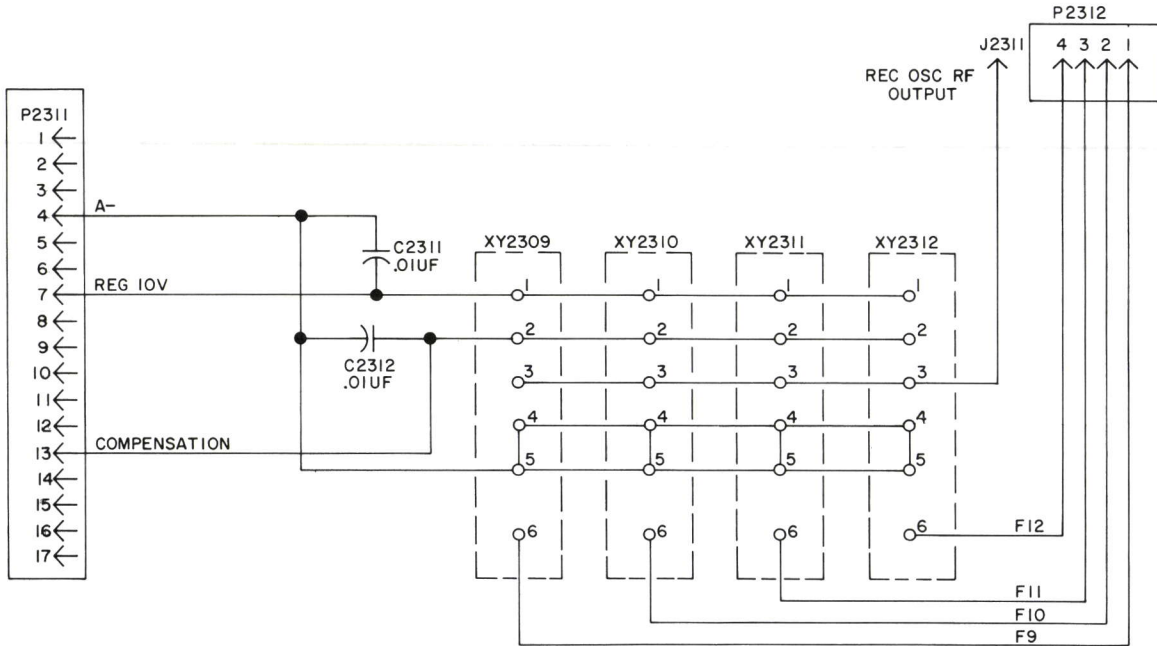 P2312
J2311 4 3 2 1
REC OSC RF
OUTPUT
P2311
1
2
3
4 A-
5
6
7 REG 10V
8
9
10
11
12
13 COMPENSATION
14
15
16
17
C2311
.01UF
C2312
.01UF
XY2309
1
2
3
4
5
6
XY2310
1
2
3
4
5
6
XY2311
1
2
3
4
5
6
XY2312
1
2
3
4
5
6
F12
F11
F10
F9